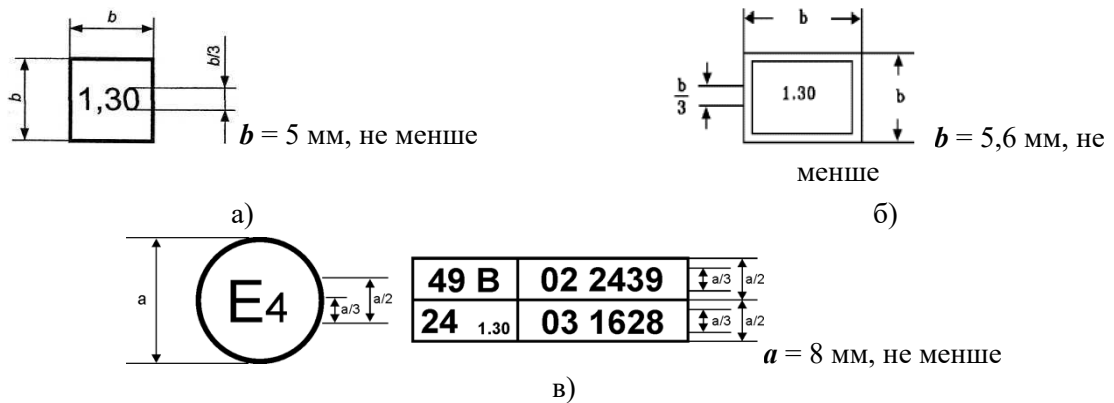 b
b
1,30
b/3
b = 5 мм, не менше
а)
b
b
3
1.30
b
b = 5,6 мм, не
менше
б)
a
E4
a/3
a/2
49 B 02 2439
a/3
a/2
24 1.30 03 1628
a/3
a/2
a = 8 мм, не менше
в)